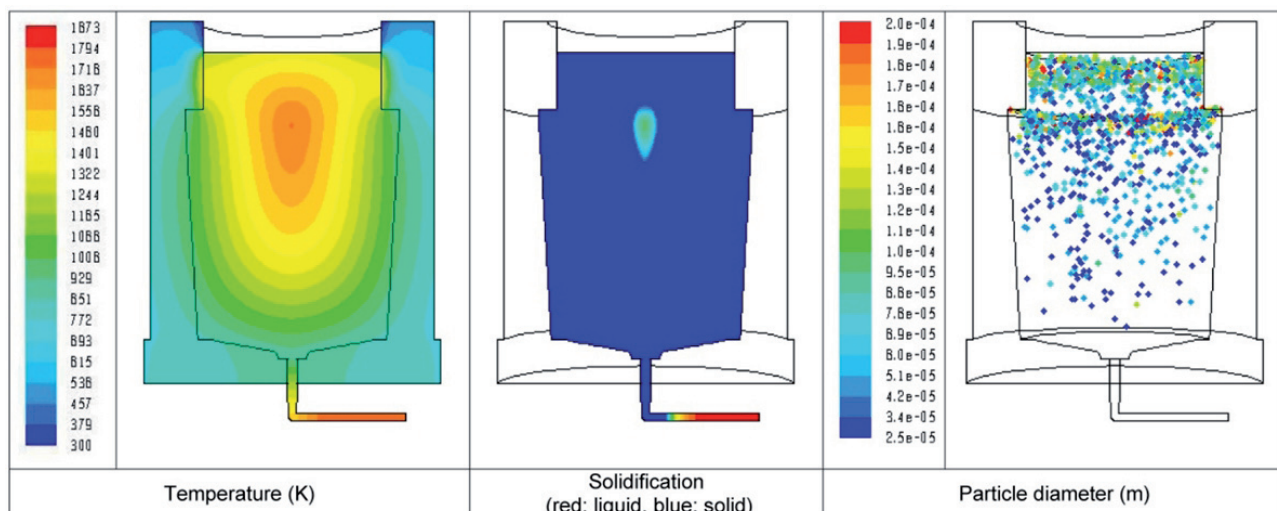 1873
1794
1716
1637
1558
1480
1401
1322
1244
1165
1086
1008
929
851
772
693
615
536
457
379
300
Temperature (K)
Solidification
(red: liquid, blue: solid)
2.0e-04
1.9e-04
1.8e-04
1.7e-04
1.6e-04
1.6e-04
1.5e-04
1.4e-04
1.3e-04
1.2e-04
1.1e-04
1.0e-04
9.5e-05
8.6e-05
7.8e-05
6.9e-05
6.0e-05
5.1e-05
4.2e-05
3.4e-05
2.5e-05
Particle diameter (m)